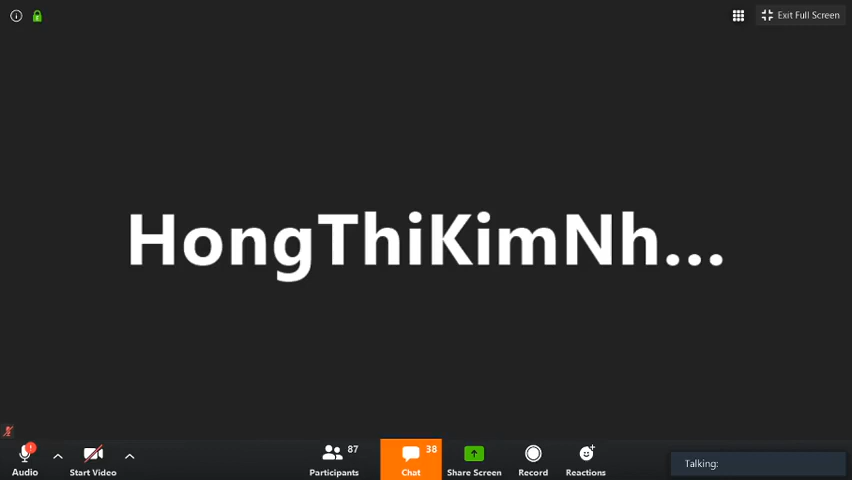 Exit Full Screen
HongThiKimNh...
Audio
Start Video
87
Participants
38
Chat
Share Screen
Record
Reactions
Talking: